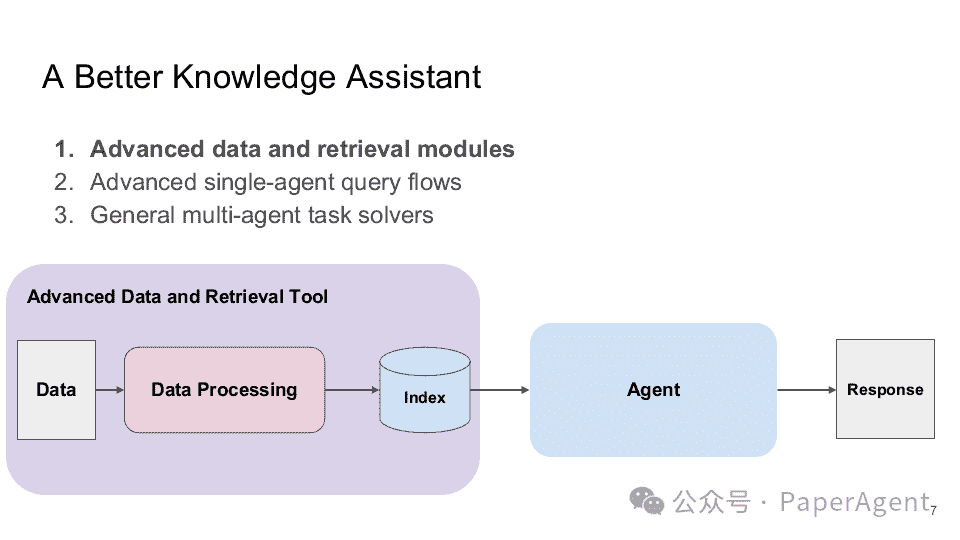 A Better Knowledge Assistant
1. Advanced data and retrieval modules
2. Advanced single-agent query flows
3. General multi-agent task solvers
Advanced Data and Retrieval Tool
Data
Data Processing
Index
Agent
Response
公众号 · PaperAgent
7